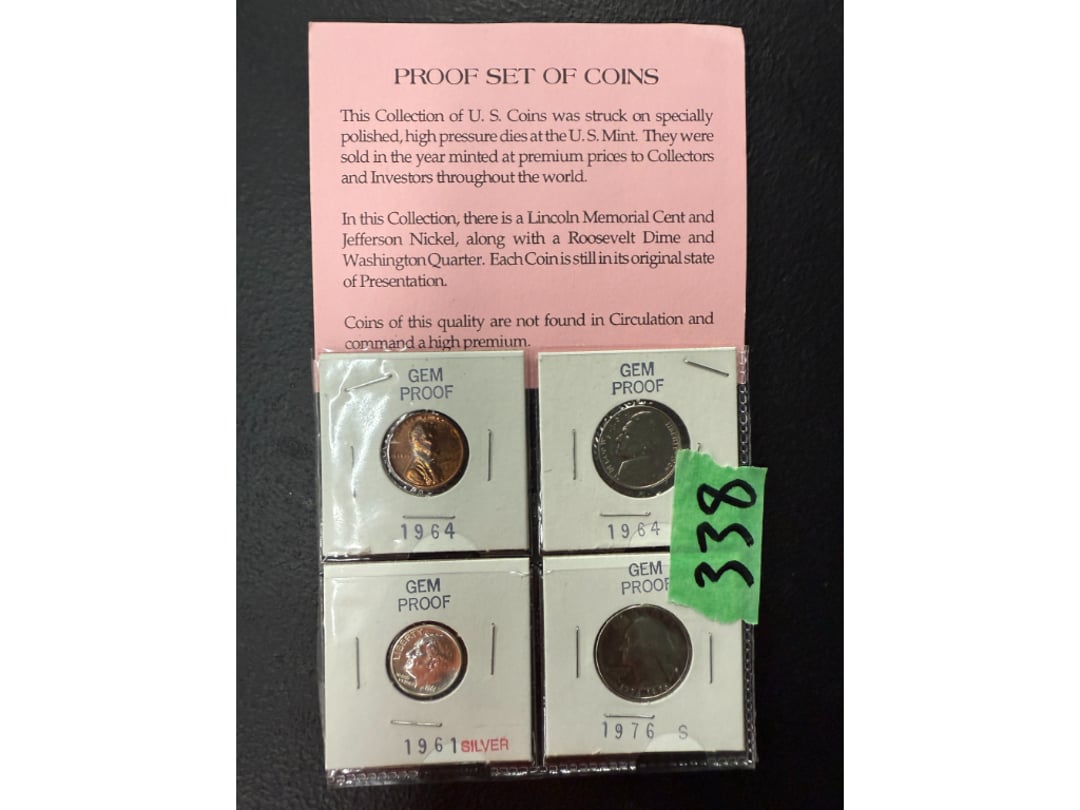 PROOF SET OF COINS
This Collection of U. S. Coins was struck on specially
polished, high pressure dies at the U. S. Mint. They were
sold in the year minted at premium prices to Collectors
and Investors throughout the world.
In this Collection, there is a Lincoln Memorial Cent and
Jefferson Nickel, along with a Roosevelt Dime and
Washington Quarter. Each Coin is still in its original state
of Presentation.
Coins of this quality are not found in Circulation and
command a high premium.
GEM
PROOF
1964
GEM
PROOF
1964
338
GEM
PROOF
LIBERTY
1961 SILVER
GEM
PROOF
1976 S